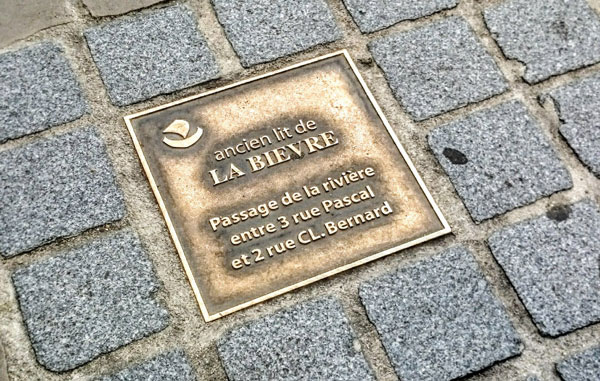 ancien lit de
LA BIEVRE
Passage de la rivière
entre 3 rue Pascal
et 2 rue CL. Bernard